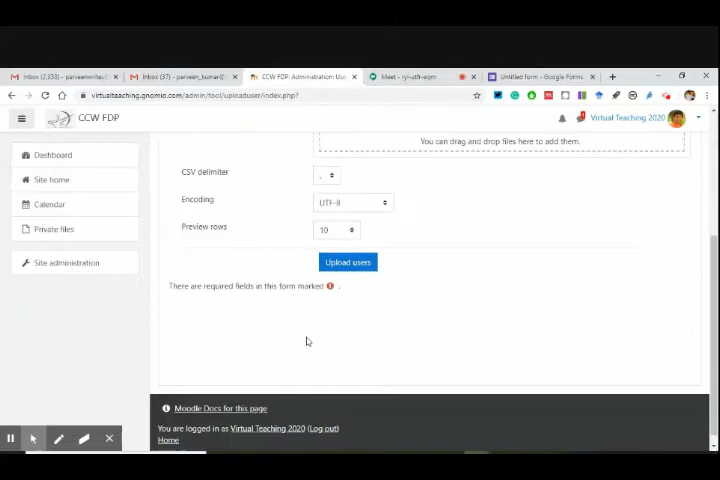 Inbox (2,353) - parveenwrites@
Inbox (37) - parveen_kumar@
CCW FDP: Administration: Use
Meet - ryi-utfr-eqm
Untitled form - Google Forms
virtualteaching.gnomio.com/admin/tool/uploaduser/index.php?
CCW FDP
Virtual Teaching 2020
You can drag and drop files here to add them.
Dashboard
Site home
Calendar
Private files
Site administration
CSV delimiter
,
Encoding
UTF-8
Preview rows
10
Upload users
There are required fields in this form marked .
Moodle Docs for this page
You are logged in as Virtual Teaching 2020 (Log out)
Home